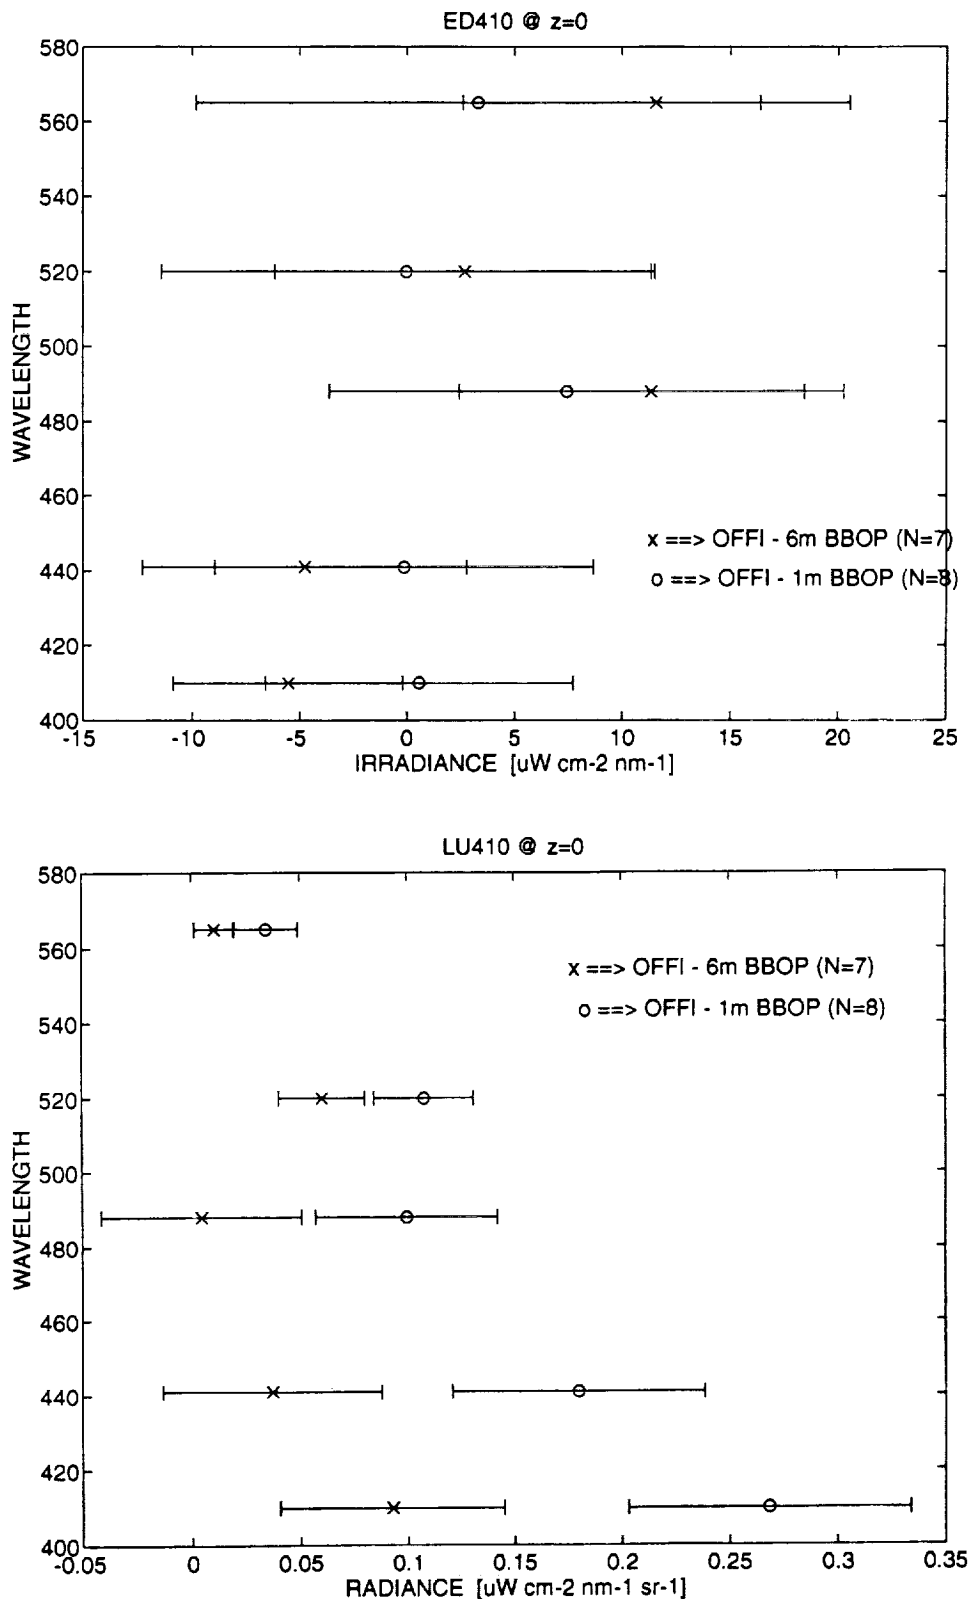 ED410 @ z=0
580
560
540
520
500
480
460
440
420
400
WAVELENGTH
x ==> OFFI - 6m BBOP (N=7)
o ==> OFFI - 1m BBOP (N=8)
-15 -10 -5 0 5 10 15 20 25
IRRADIANCE [uW cm-2 nm-1]
LU410 @ z=0
580
560
540
520
500
480
460
440
420
400
WAVELENGTH
x ==> OFFI - 6m BBOP (N=7)
o ==> OFFI - 1m BBOP (N=8)
-0.05 0 0.05 0.1 0.15 0.2 0.25 0.3 0.35
RADIANCE [uW cm-2 nm-1 sr-1]